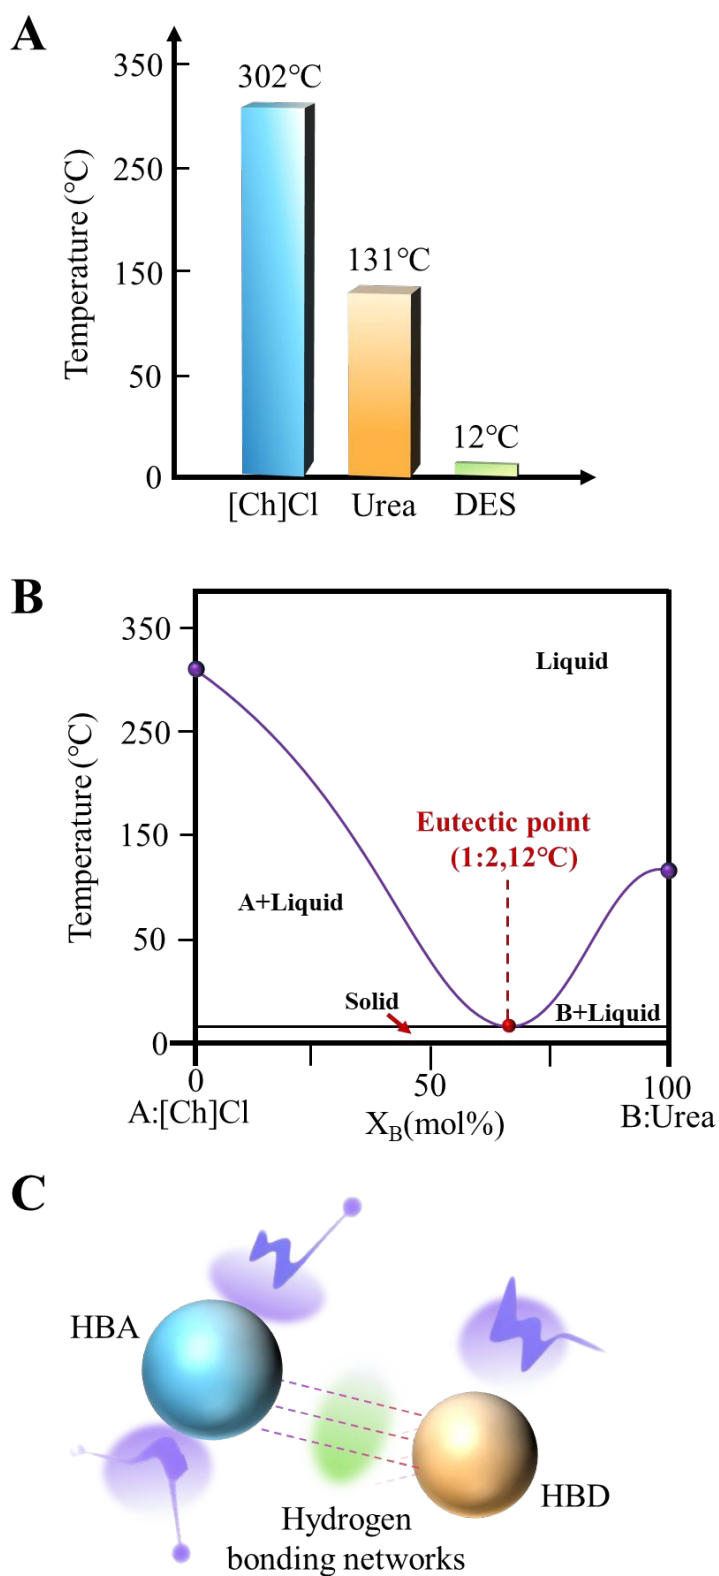 A
350
250
150
50
0
Temperature (°C)
302°C
131°C
12°C
[Ch]Cl
Urea
DES
B
350
250
150
50
0
Temperature (°C)
Liquid
Eutectic point
(1:2,12°C)
A+Liquid
Solid
B+Liquid
0
50
100
A:[Ch]Cl
X_B(mol%)
B:Urea
C
HBA
HBD
Hydrogen
bonding networks